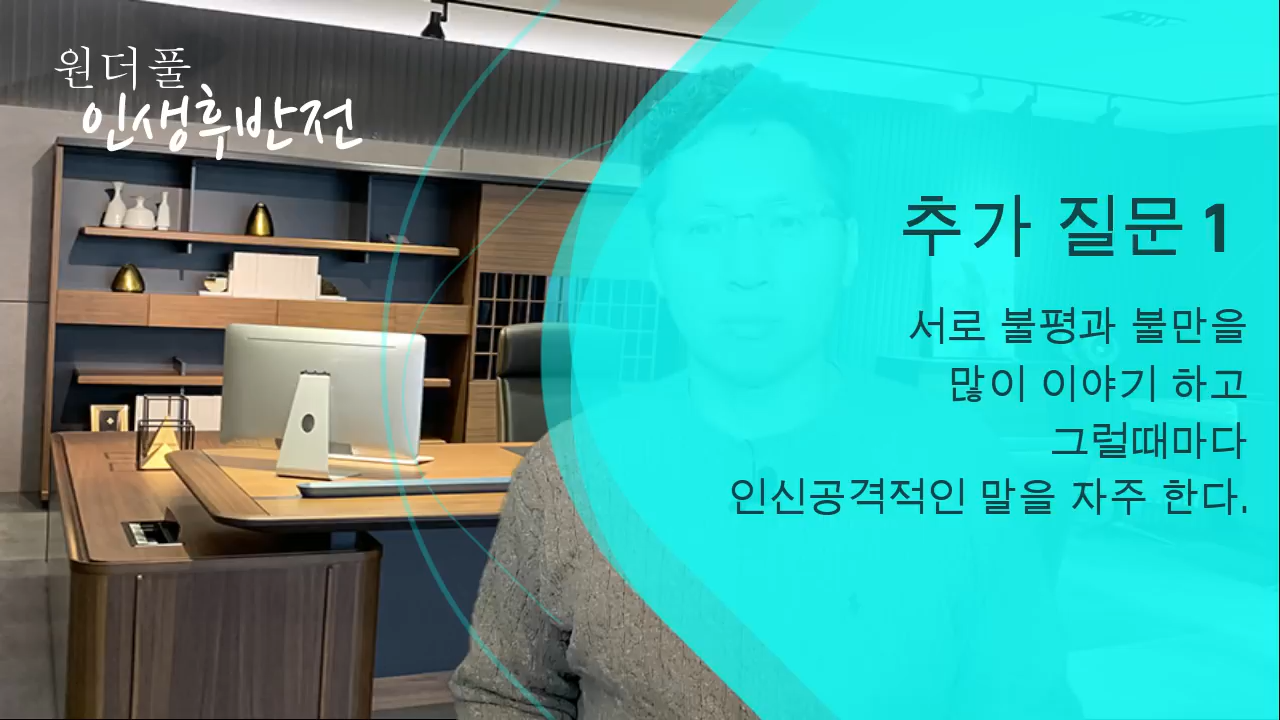 원더풀
인생후반전
추가 질문 1
서로 불평과 불만을
많이 이야기 하고
그럴때마다
인신공격적인 말을 자주 한다.